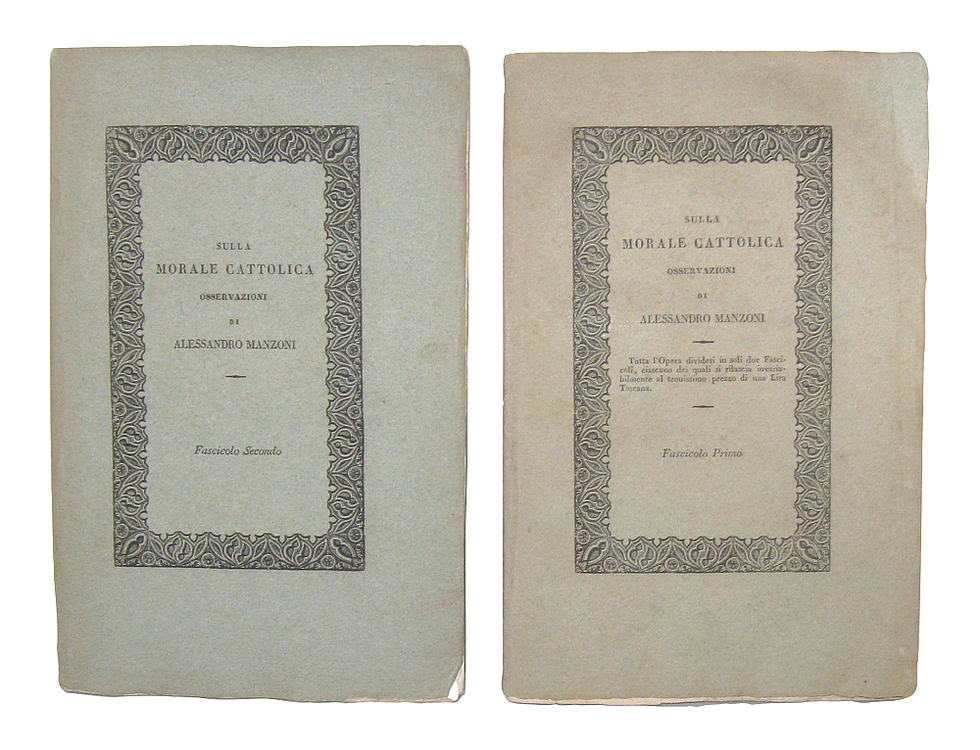 SULLA
MORALE CATTOLICA
OSSERVAZIONI
DI
ALESSANDRO MANZONI
Fascicolo Secondo
SULLA
MORALE CATTOLICA
OSSERVAZIONI
DI
ALESSANDRO MANZONI
Tutta l'Opera dividesi in soli due Fasci-
coli, ciascuno dei quali si rilascia invaria-
bilmente al tenuissimo prezzo di una Lira
Toscana.
Fascicolo Primo